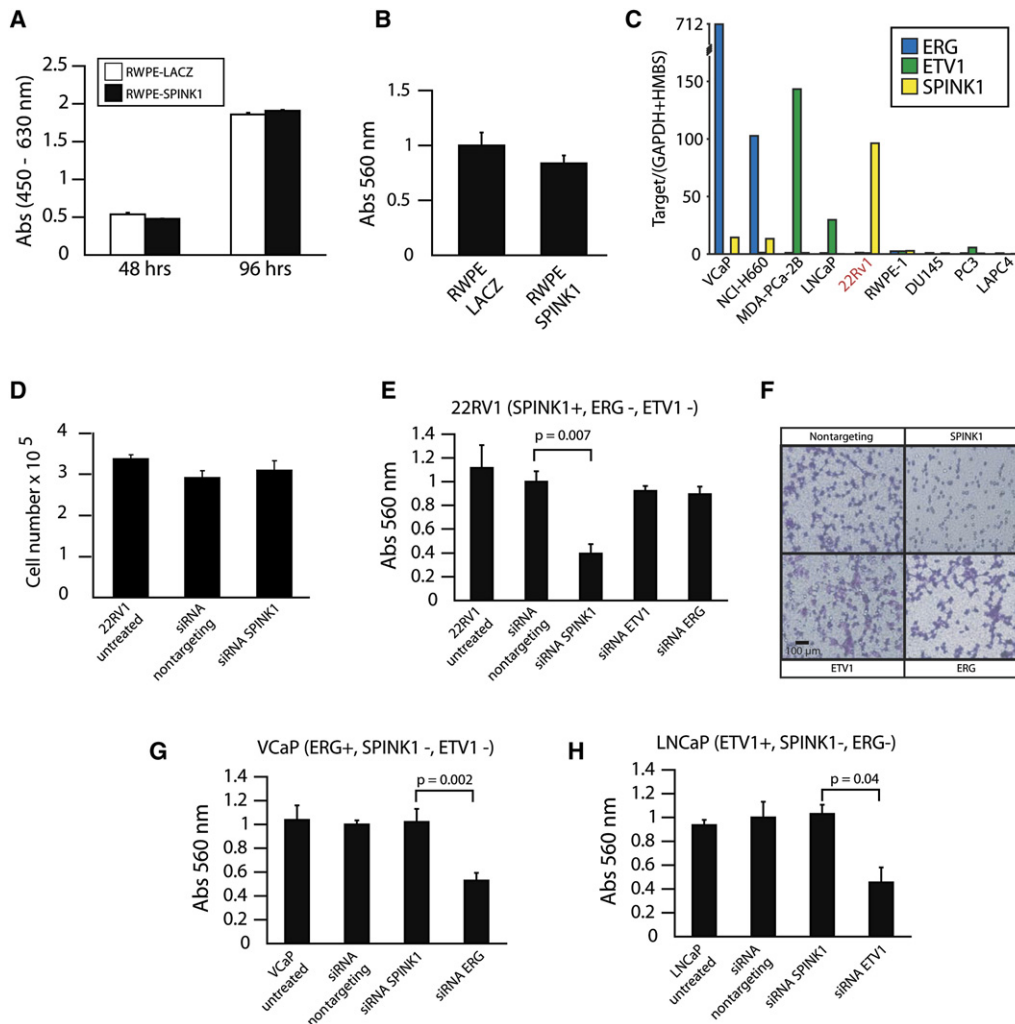 A
2.5
2
1.5
1
0.5
0
Abs (450 - 630 nm)
RWPE-LACZ
RWPE-SPINK1
48 hrs
96 hrs
B
1.5
1
0.5
0
Abs 560 nm
RWPE
LACZ
RWPE
SPINK1
C
712
150
100
50
0
Target/(GAPDH+HMBS)
ERG
ETV1
SPINK1
VCaP
NCI-H660
MDA-PCa-2B
LNCaP
22Rv1
RWPE-1
DU145
PC3
LAPC4
D
4
3
2
1
0
Cell number x 10 5
22RV1
untreated
siRNA
nontargeting
siRNA SPINK1
E
22RV1 (SPINK1+, ERG -, ETV1 -)
p = 0.007
1.4
1.2
1
0.8
0.6
0.4
0.2
0
Abs 560 nm
22RV1
untreated
siRNA
nontargeting
siRNA SPINK1
siRNA ETV1
siRNA ERG
F
Nontargeting
SPINK1
100 µm
ETV1
ERG
G
VCaP (ERG+, SPINK1 -, ETV1 -)
p = 0.002
1.4
1.2
1
0.8
0.6
0.4
0.2
0
Abs 560 nm
VCaP
untreated
siRNA
nontargeting
siRNA SPINK1
siRNA ERG
H
LNCaP (ETV1+, SPINK1-, ERG-)
p = 0.04
1.4
1.2
1
0.8
0.6
0.4
0.2
0
Abs 560 nm
LNCaP
untreated
siRNA
nontargeting
siRNA SPINK1
siRNA ETV1